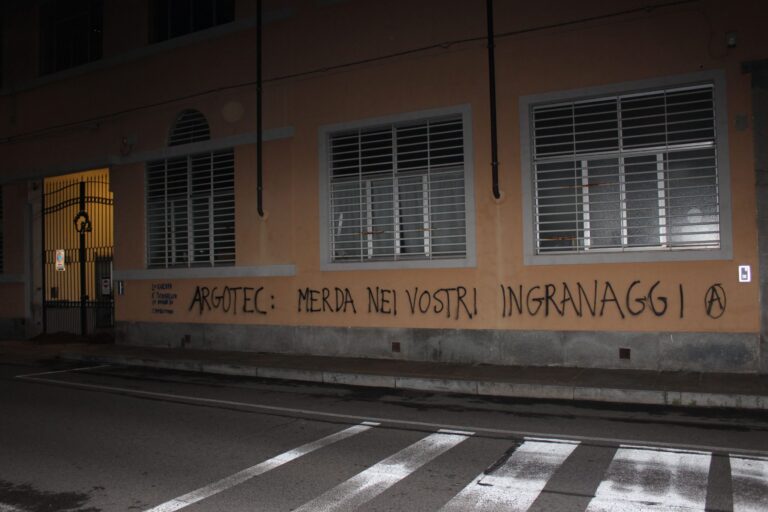 ARGOTEC: MERDA NEI VOSTRI INGRANAGGI Ⓐ